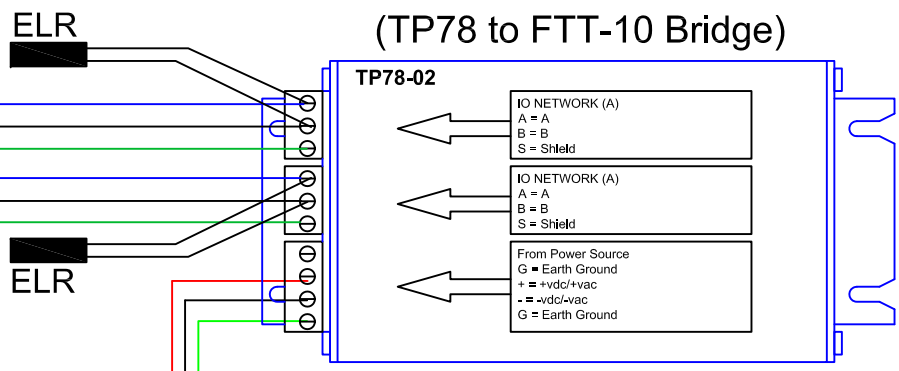 ELR
(TP78 to FTT-10 Bridge)
TP78-02
IO NETWORK (A)
A = A
B = B
S = Shield
IO NETWORK (A)
A = A
B = B
S = Shield
From Power Source
G = Earth Ground
+ = +vdc/+vac
- = -vdc/-vac
G = Earth Ground
ELR